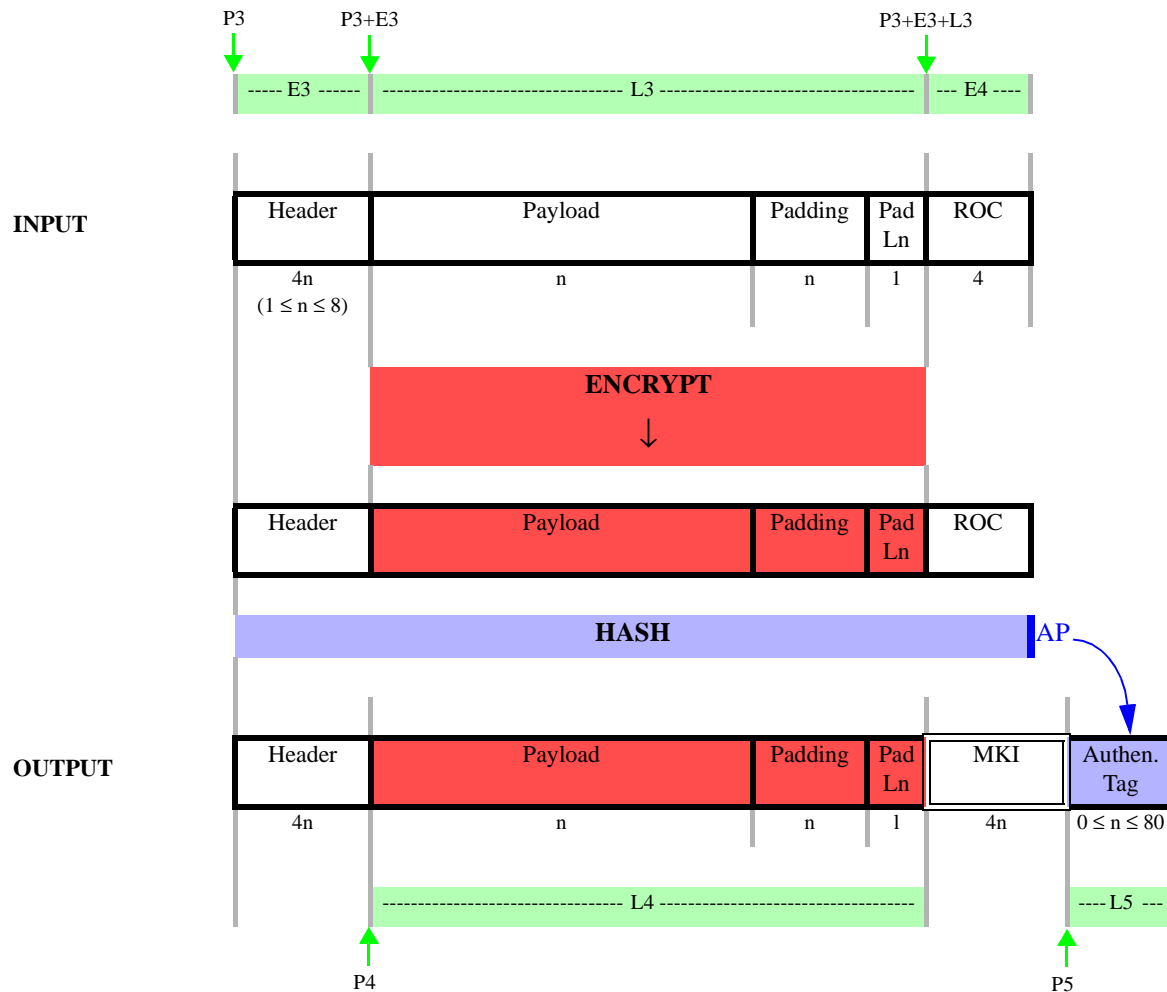 P3 P3+E3 P3+E3+L3
----- E3 ------ ---------------------------------- L3 ------------------------------------ --- E4 ----
INPUT
Header Payload Padding Pad Ln ROC
4n n n 1 4
(1 ≤ n ≤ 8)
ENCRYPT
↓
Header Payload Padding Pad Ln ROC
HASH AP
OUTPUT
Header Payload Padding Pad Ln MKI Authen. Tag
4n n n 1 4n 0 ≤ n ≤ 80
---------------------------------- L4 ------------------------------------ ---- L5 ---
P4 P5